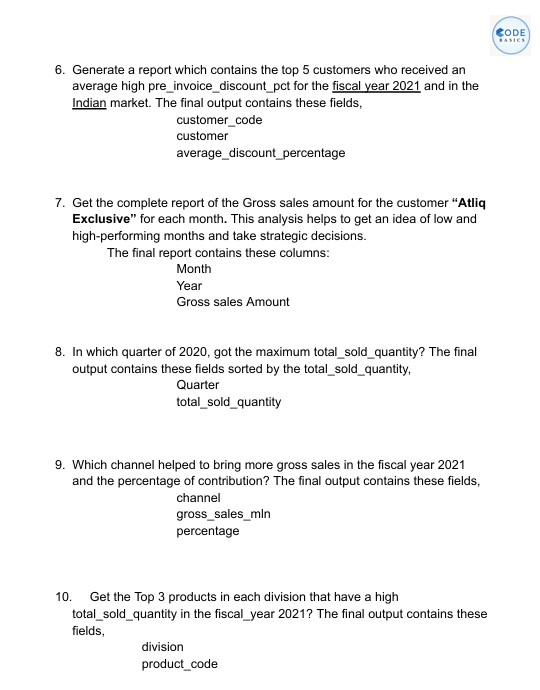 CODE
BASICS
6. Generate a report which contains the top 5 customers who received an
average high pre_invoice_discount_pct for the fiscal year 2021 and in the
Indian market. The final output contains these fields,
customer_code
customer
average_discount_percentage
7. Get the complete report of the Gross sales amount for the customer “Atliq
Exclusive” for each month. This analysis helps to get an idea of low and
high-performing months and take strategic decisions.
The final report contains these columns:
Month
Year
Gross sales Amount
8. In which quarter of 2020, got the maximum total_sold_quantity? The final
output contains these fields sorted by the total_sold_quantity,
Quarter
total_sold_quantity
9. Which channel helped to bring more gross sales in the fiscal year 2021
and the percentage of contribution? The final output contains these fields,
channel
gross_sales_mln
percentage
10. Get the Top 3 products in each division that have a high
total_sold_quantity in the fiscal_year 2021? The final output contains these
fields,
division
product_code